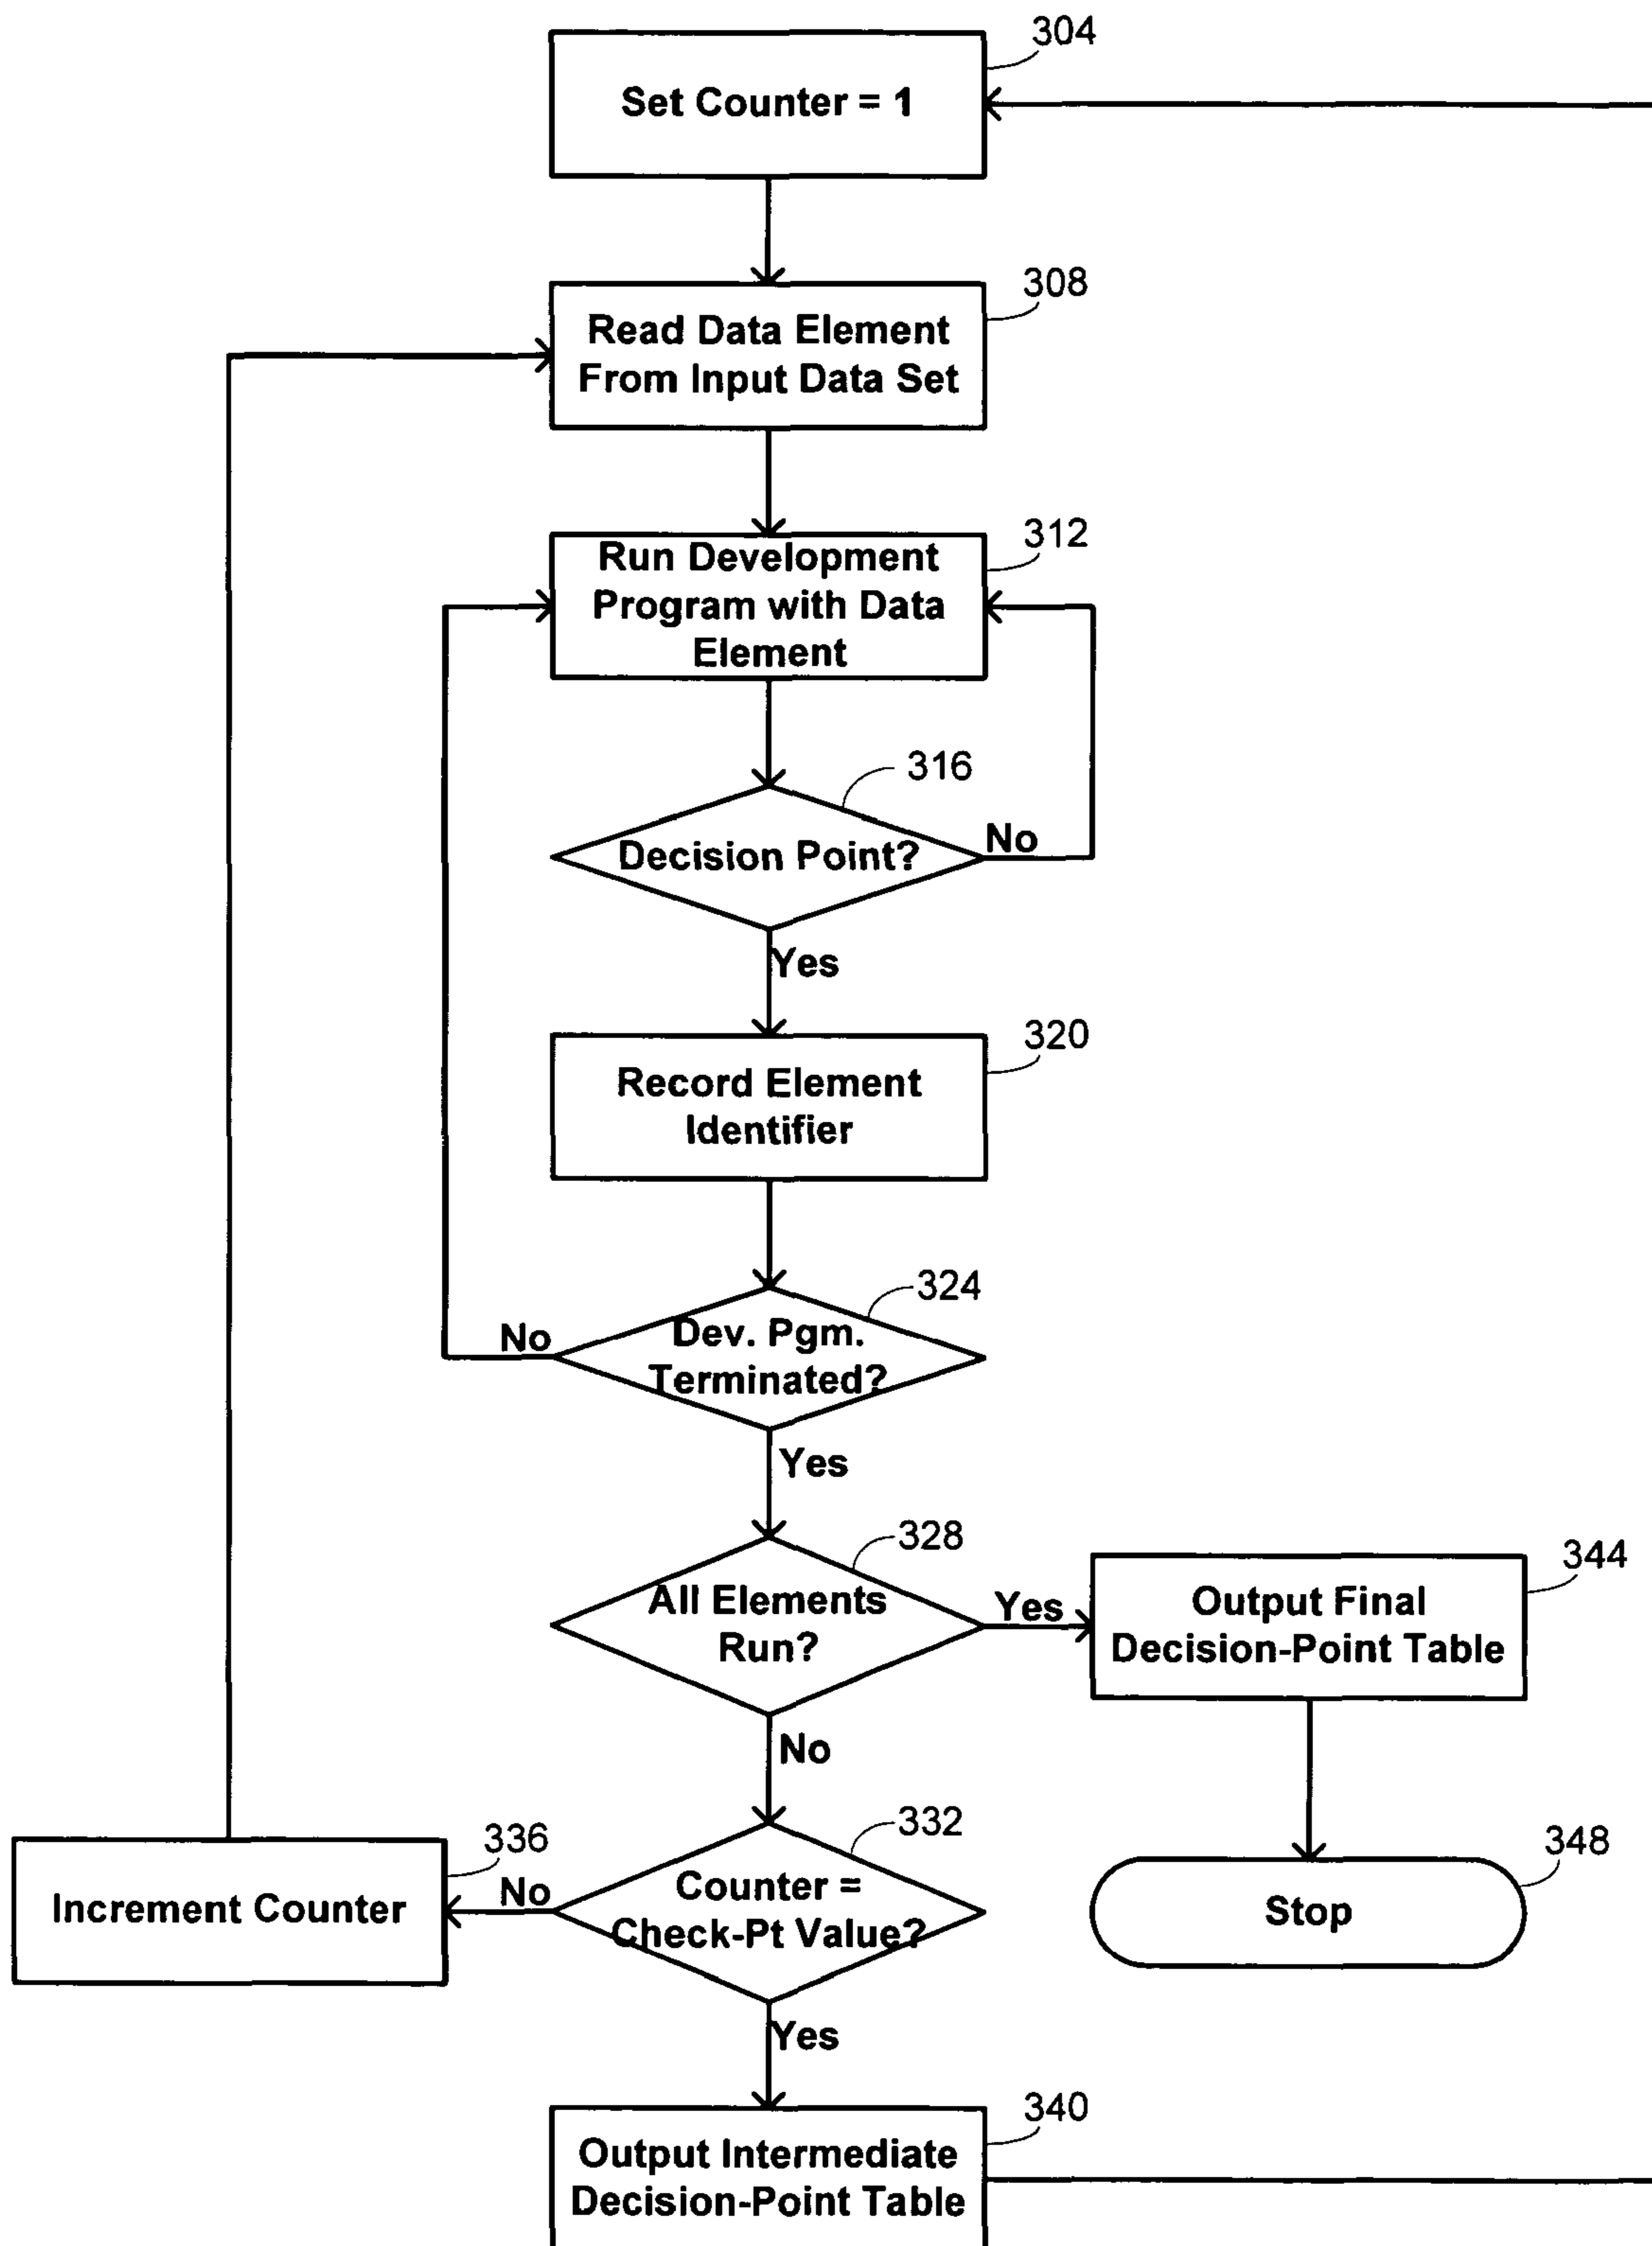 304
Set Counter = 1
308
Read Data Element
From Input Data Set
312
Run Development
Program with Data
Element
316
Decision Point?
No
Yes
320
Record Element
Identifier
324
Dev. Pgm.
Terminated?
No
Yes
328
All Elements
Run?
Yes
344
Output Final
Decision-Point Table
No
332
Counter =
Check-Pt Value?
No
336
Increment Counter
348
Stop
Yes
340
Output Intermediate
Decision-Point Table